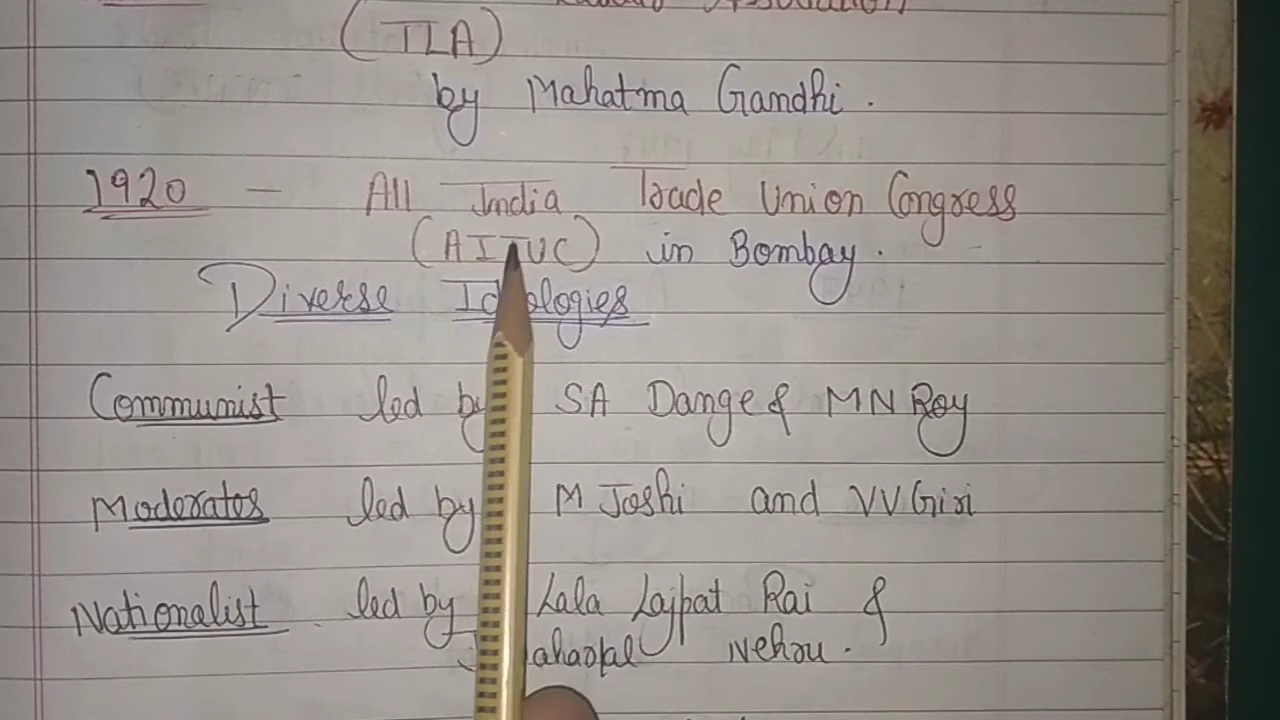 (TLA)
by Mahatma Gandhi.
1920 - All India Trade Union Congress
(AITUC) in Bombay.
Diverse Ideologies
Communist led by SA Dange & MN Roy
Moderates led by M Joshi and VV Giri
Nationalist led by Lala Lajpat Rai &
Nehru.